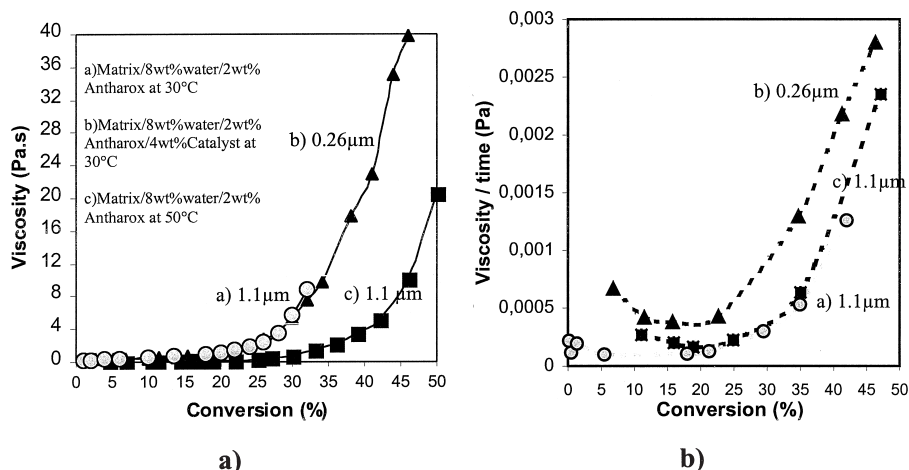 a)
40
36
32
28
24
20
16
12
8
4
0
Viscosity (Pa.s)
a)Matrix/8wt%water/2wt%
Antharox at 30°C
b)Matrix/8wt%water/2wt%
Antharox/4wt%Catalyst at
30°C
c)Matrix/8wt%water/2wt%
Antharox at 50°C
b) 0.26µm
a) 1.1µm
c) 1.1 µm
0 5 10 15 20 25 30 35 40 45 50
Conversion (%)
a)
b)
0,003
0,0025
0,002
0,0015
0,001
0,0005
0
Viscosity / time (Pa)
b) 0.26µm
c) 1.1µm
a) 1.1µm
0 5 10 15 20 25 30 35 40 45 50
Conversion (%)
b)